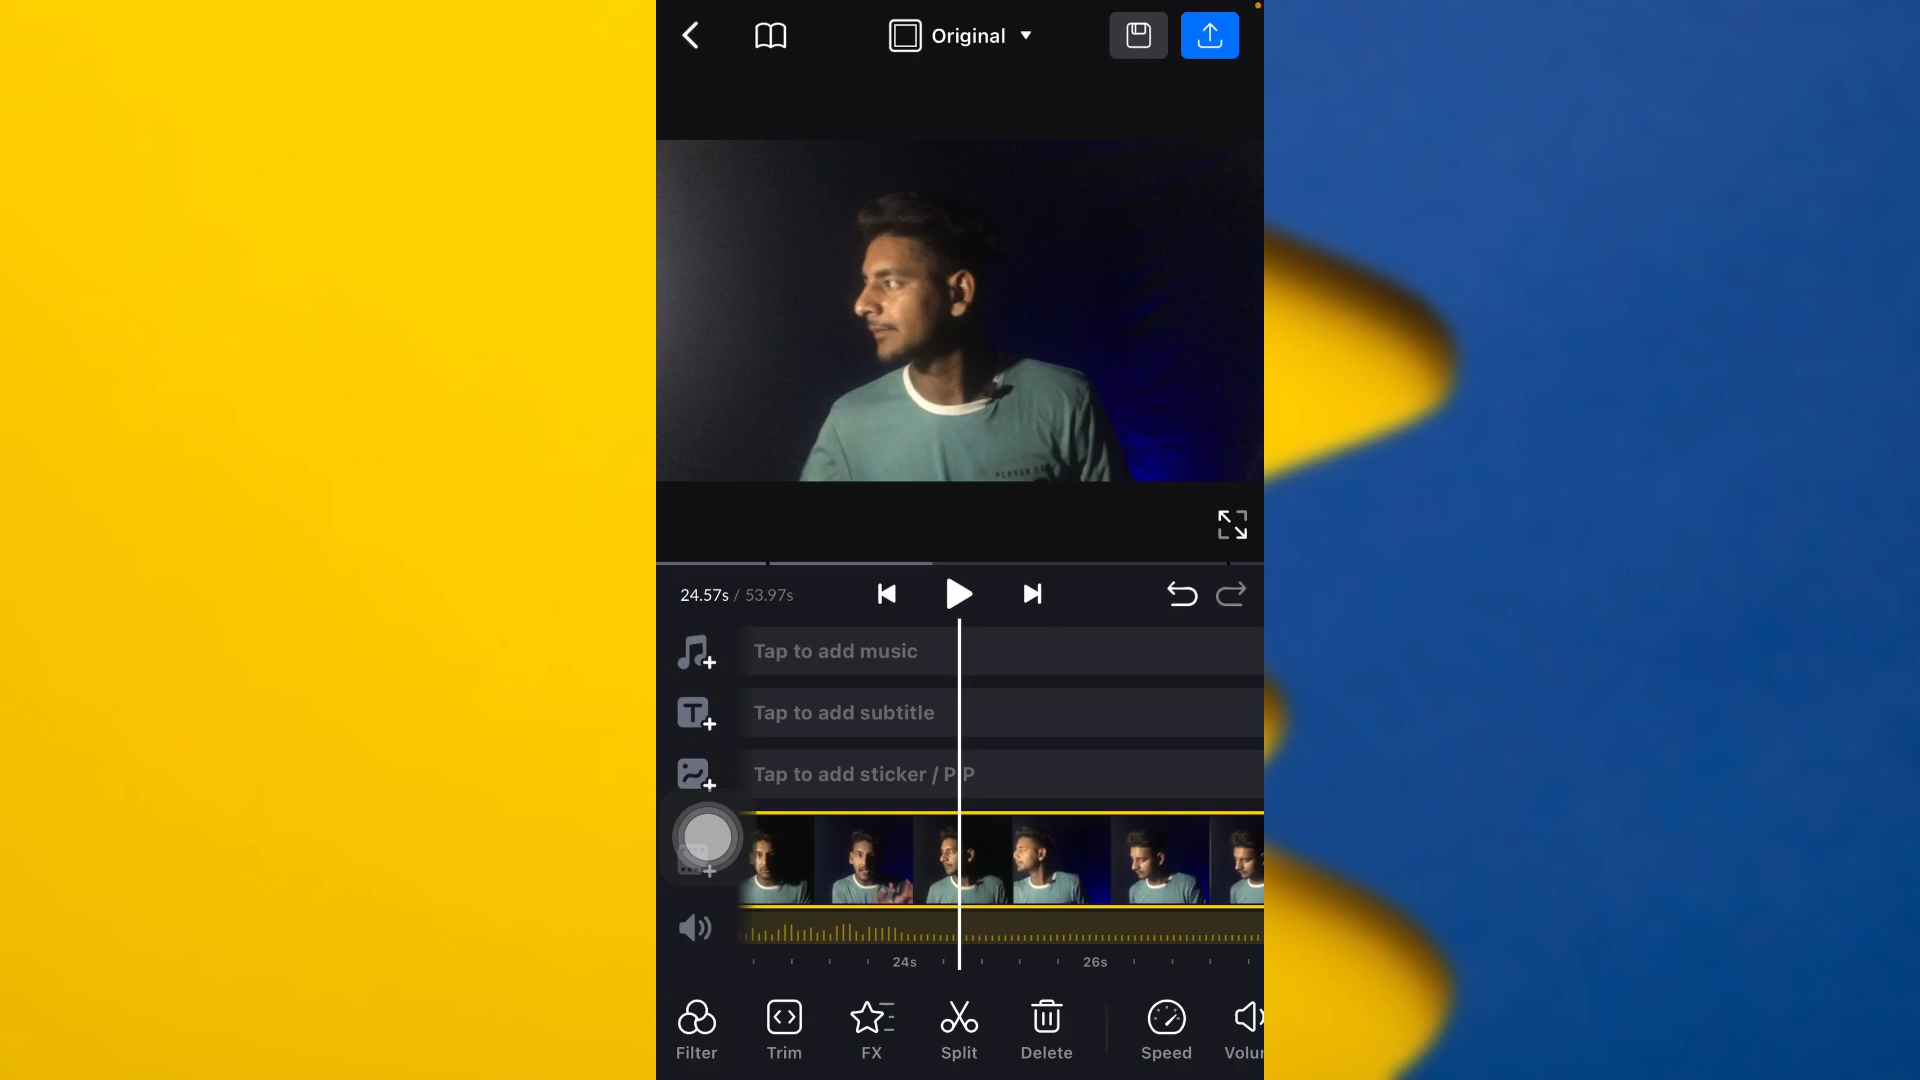 Original
24.57s / 53.97s
Tap to add music
Tap to add subtitle
Tap to add sticker / PIP
24s 26s
Filter Trim FX Split Delete Speed Volu